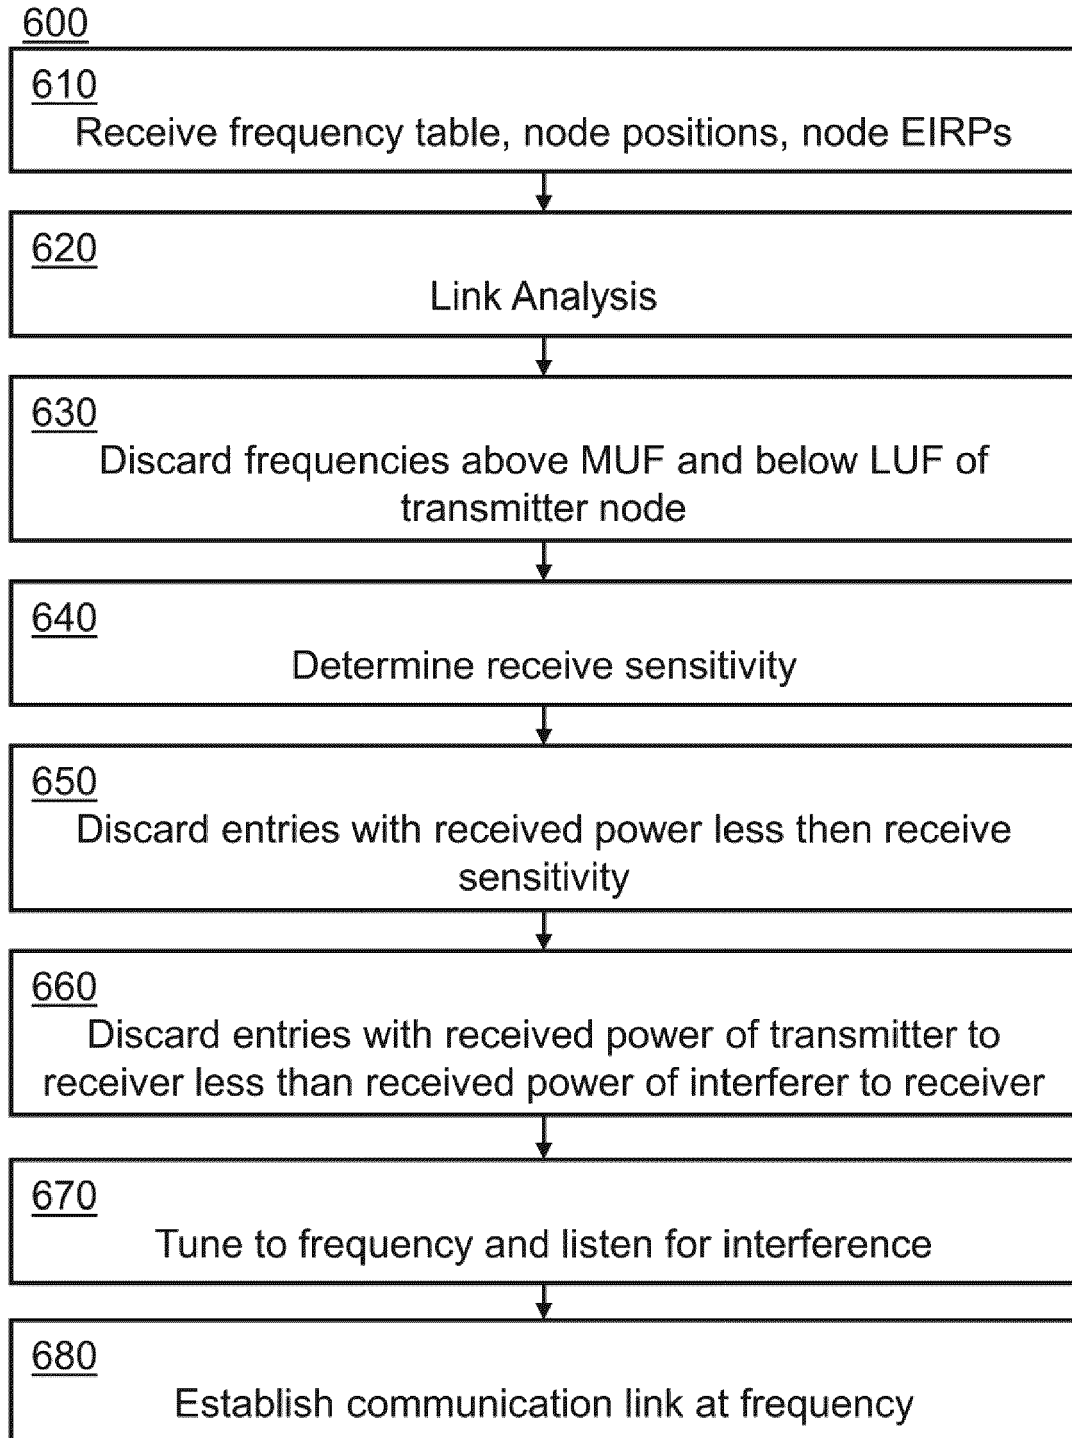 600
610
Receive frequency table, node positions, node EIRPs
620
Link Analysis
630
Discard frequencies above MUF and below LUF of
transmitter node
640
Determine receive sensitivity
650
Discard entries with received power less then receive
sensitivity
660
Discard entries with received power of transmitter to
receiver less than received power of interferer to receiver
670
Tune to frequency and listen for interference
680
Establish communication link at frequency